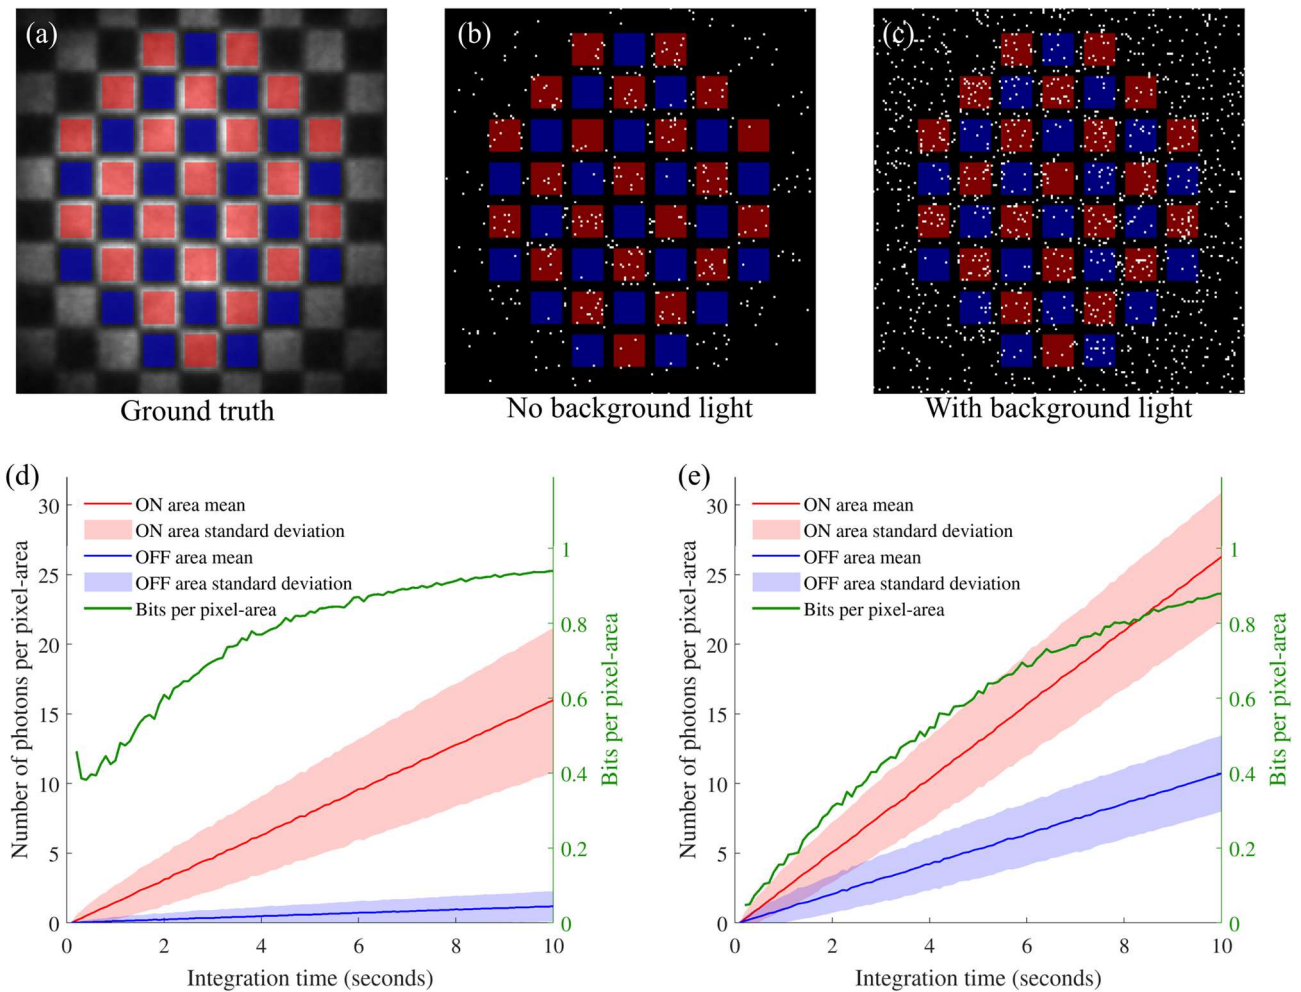 (a)
(b)
(c)
Ground truth
No background light
With background light
(d)
ON area mean
ON area standard deviation
OFF area mean
OFF area standard deviation
Bits per pixel-area
Number of photons per pixel-area
30
25
20
15
10
5
0
0 2 4 6 8 10
Integration time (seconds)
1
0.8
0.6
0.4
0.2
0
Bits per pixel-area
(e)
ON area mean
ON area standard deviation
OFF area mean
OFF area standard deviation
Bits per pixel-area
Number of photons per pixel-area
30
25
20
15
10
5
0
0 2 4 6 8 10
Integration time (seconds)
1
0.8
0.6
0.4
0.2
0
Bits per pixel-area